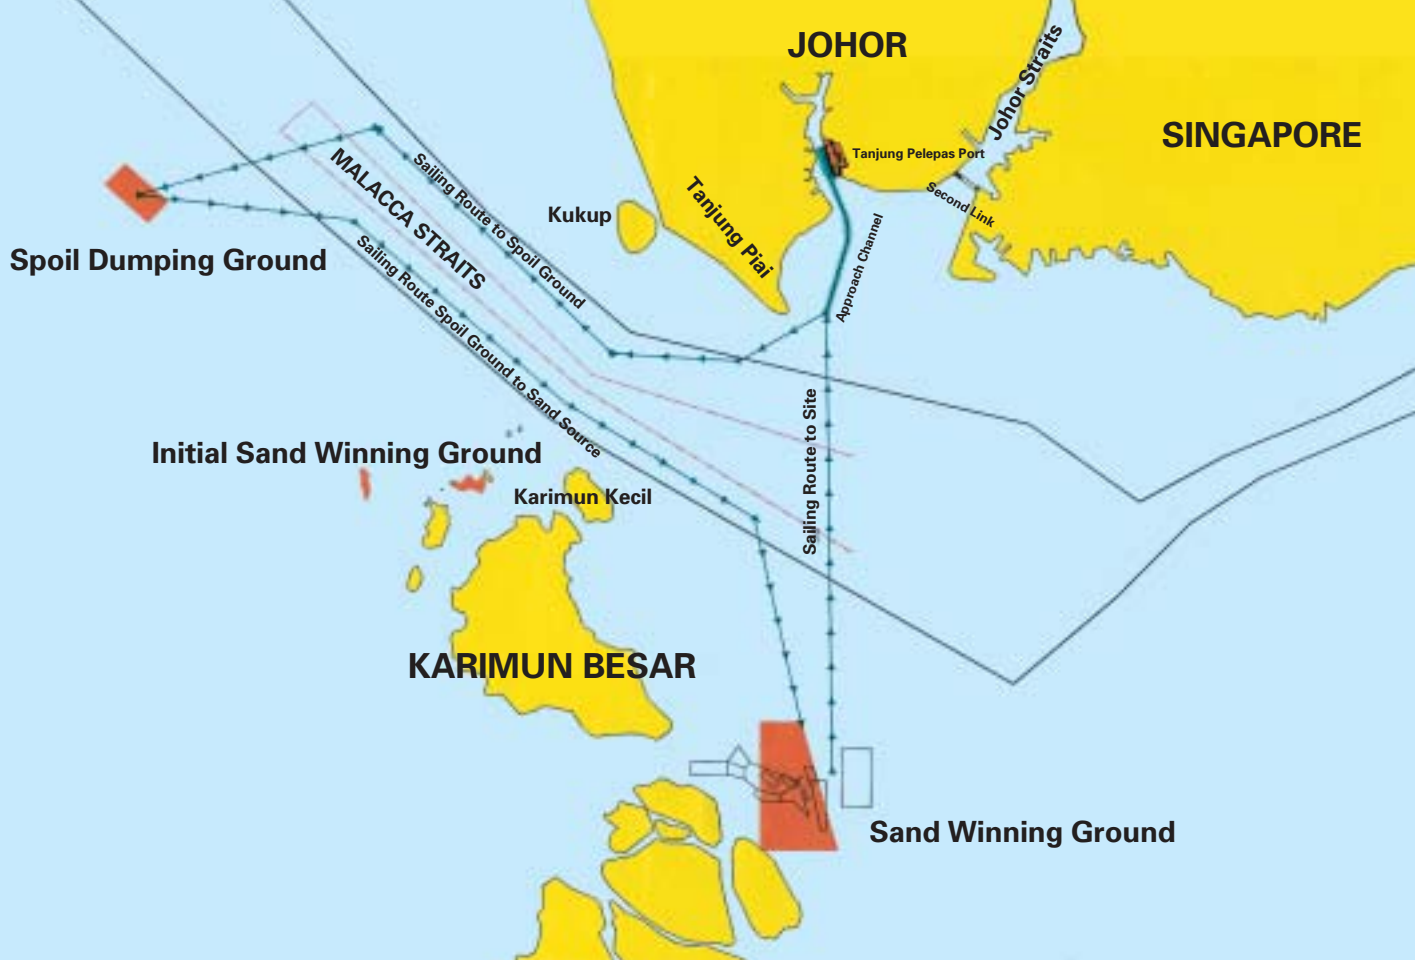 JOHOR
Johor Straits
SINGAPORE
Tanjung Pelepas Port
MALACCA STRAITS
Sailing Route to Spoil Ground
Kukup
Tanjung Piai
Second Link
Approach Channel
Spoil Dumping Ground
Sailing Route Spoil Ground to Sand Source
Sailing Route to Site
Initial Sand Winning Ground
Karimun Kecil
KARIMUN BESAR
Sand Winning Ground